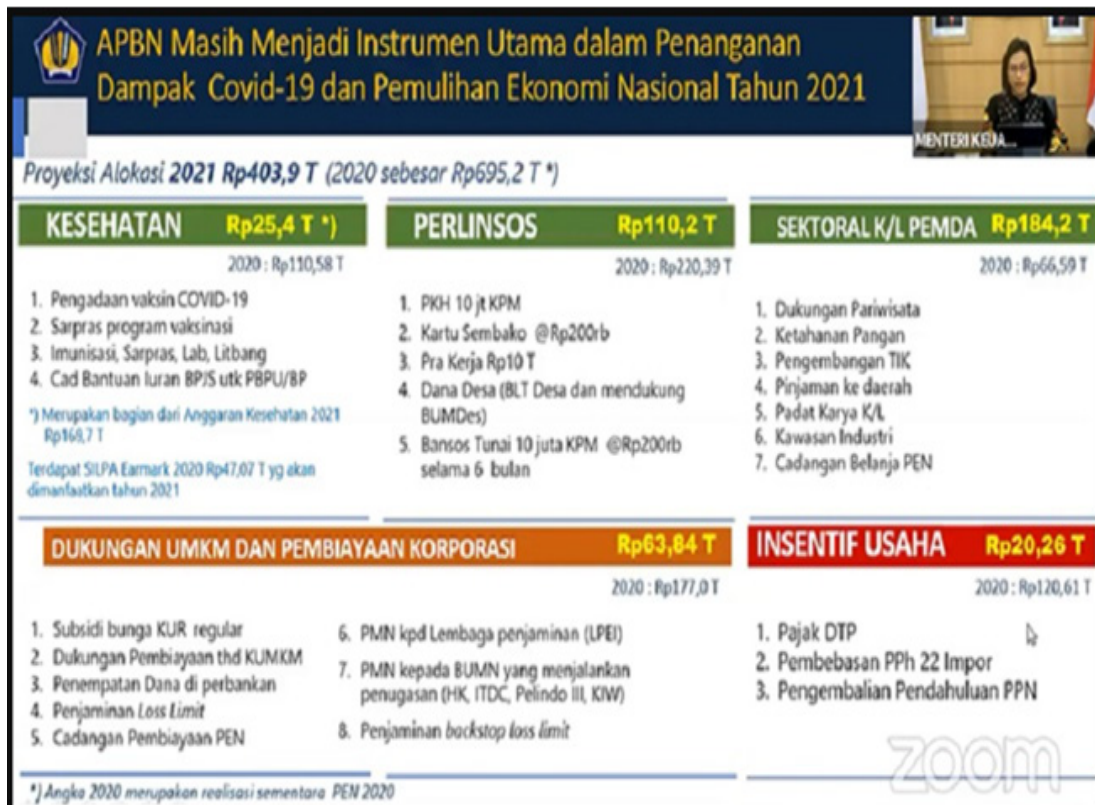 APBN Masih Menjadi Instrumen Utama dalam Penanganan
Dampak Covid-19 dan Pemulihan Ekonomi Nasional Tahun 2021
MENTERI KEUA...
Proyeksi Alokasi 2021 Rp403,9 T (2020 sebesar Rp695,2 T *)
KESEHATAN Rp25,4 T *)
2020 : Rp110,58 T
1. Pengadaan vaksin COVID-19
2. Sarpras program vaksinasi
3. Imunisasi, Sarpras, Lab, Litbang
4. Cad Bantuan Iuran BPJS utk PBPU/BP
*) Merupakan bagian dari Anggaran Kesehatan 2021
Rp169,7 T
Terdapat SILPA Earmark 2020 Rp47,07 T yg akan
dimanfaatkan tahun 2021
PERLINSOS Rp110,2 T
2020 : Rp220,39 T
1. PKH 10 jt KPM
2. Kartu Sembako @Rp200rb
3. Pra Kerja Rp10 T
4. Dana Desa (BLT Desa dan mendukung
BUMDes)
5. Bansos Tunai 10 juta KPM @Rp200rb
selama 6 bulan
SEKTORAL K/L PEMDA Rp184,2 T
2020 : Rp66,59 T
1. Dukungan Pariwisata
2. Ketahanan Pangan
3. Pengembangan TIK
4. Pinjaman ke daerah
5. Padat Karya K/L
6. Kawasan Industri
7. Cadangan Belanja PEN
DUKUNGAN UMKM DAN PEMBIAYAAN KORPORASI Rp63,84 T
2020 : Rp177,0 T
1. Subsidi bunga KUR regular
2. Dukungan Pembiayaan thd KUMKM
3. Penempatan Dana di perbankan
4. Penjaminan Loss Limit
5. Cadangan Pembiayaan PEN
6. PMN kpd Lembaga penjaminan (LPEI)
7. PMN kepada BUMN yang menjalankan
penugasan (HK, ITDC, Pelindo III, KIW)
8. Penjaminan backstop loss limit
INSENTIF USAHA Rp20,26 T
2020 : Rp120,61 T
1. Pajak DTP
2. Pembebasan PPh 22 Impor
3. Pengembalian Pendahuluan PPN
zoom
*) Angka 2020 merupakan realisasi sementara PEN 2020